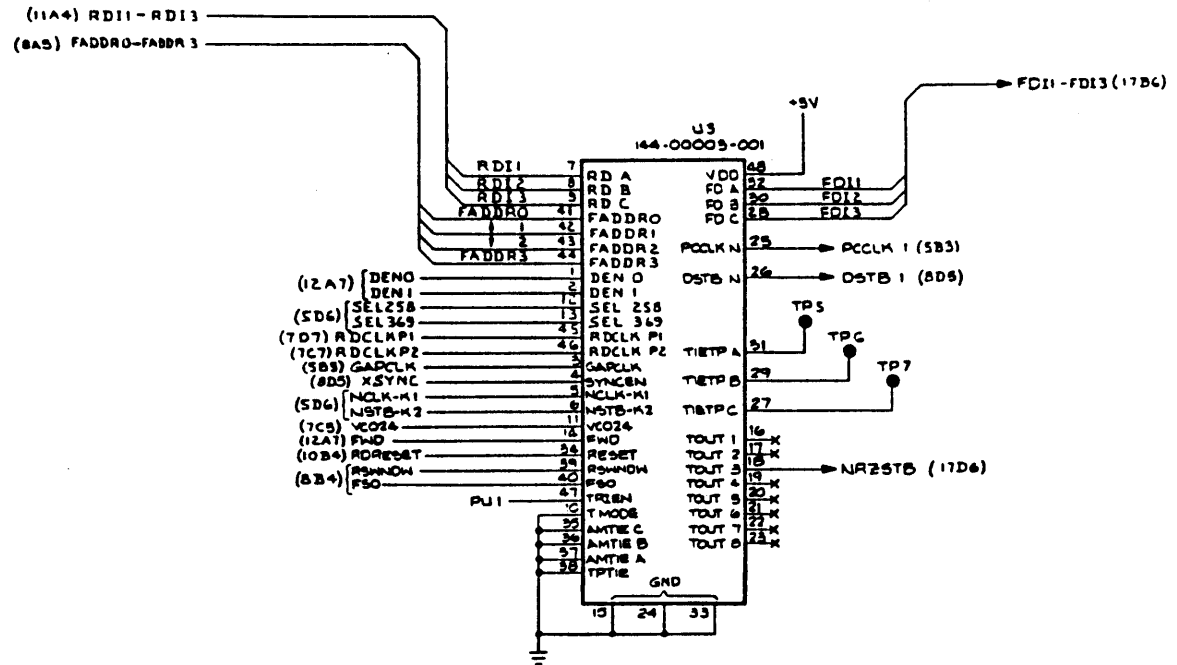 (11A4) RDI1-RDI3
(8A5) FADDR0-FADDR3
FDI1-FDI3 (17B6)
+5V
U3
144-00003-001
RDI1 7 RD A
RDI2 8 RD B
RDI3 9 RD C
FADDR0 41 FADDR0
1 42 FADDR1
2 43 FADDR2
FADDR3 44 FADDR3
(12A7) DEN0 1 DEN 0
DEN1 2 DEN 1
(5D6) SEL258 12 SEL 258
SEL369 13 SEL 369
(7D7) RDCLKP1 45 RDCLK P1
(7C7) RDCLKP2 46 RDCLK P2
(5B3) GAPCLK 3 GAPCLK
(8D5) XSYNC 4 SYNCEN
(5D6) NCLK-K1 5 NCLK-K1
NSTB-K2 6 NSTB-K2
(7C5) VCO24 11 VCO24
(12A7) FWD 14 FWD
(10B4) RDRESET 34 RESET
(8B4) RSWNDW 39 RSWNDW
FSO 40 FSO
PU1 47 TRIEN
10 TMODE
35 AMTIE C
36 AMTIE B
37 AMTIE A
38 TPTIE
VDD 48
FD A 32 FDI1
FD B 30 FDI2
FD C 28 FDI3
PCCLK N 25 PCCLK 1 (5B3)
DSTB N 26 DSTB 1 (8D5)
TP5
TIETP A 31
TP6
TIETP B 29
TP7
TIETP C 27
TOUT 1 16 X
TOUT 2 17 X
TOUT 3 18 NRZSTB (17D6)
TOUT 4 19 X
TOUT 5 20 X
TOUT 6 21 X
TOUT 7 22 X
TOUT 8 23 X
GND
15 24 33